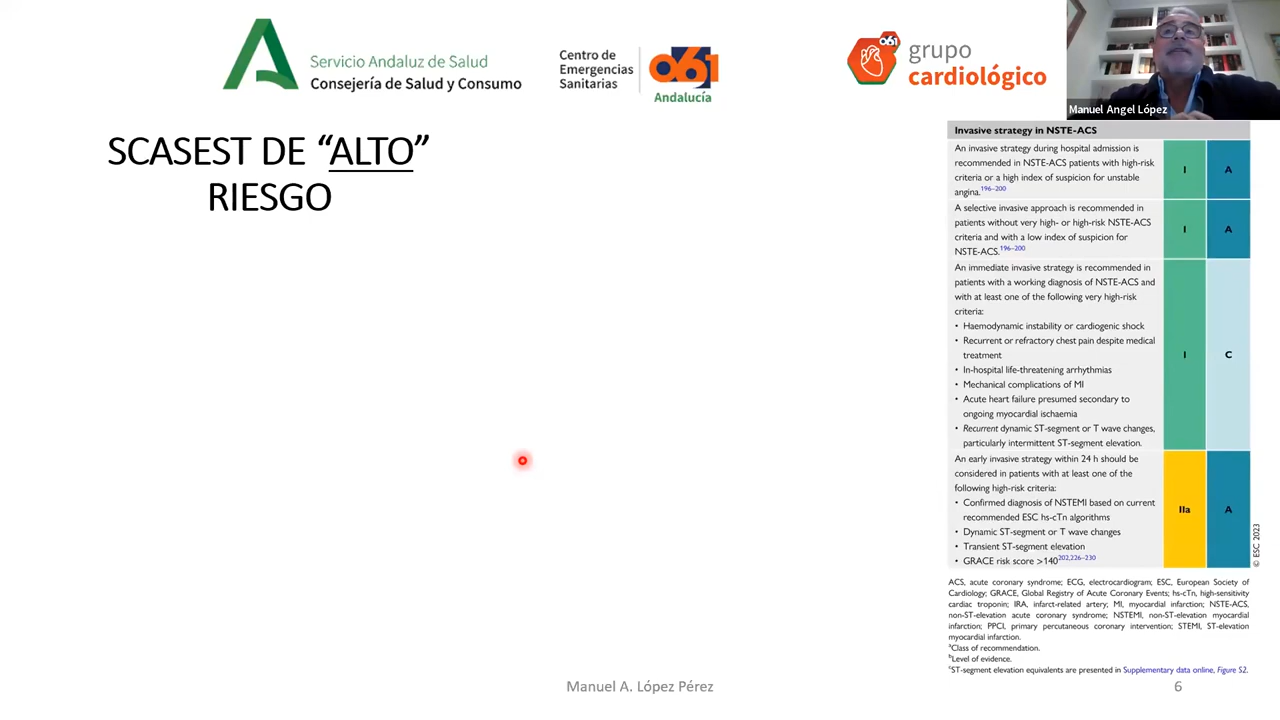 Servicio Andaluz de Salud
Consejería de Salud y Consumo
Centro de
Emergencias
Sanitarias
061
Andalucía
061
grupo
cardiológico
Manuel Angel López
SCASEST DE “ALTO”
RIESGO
Invasive strategy in NSTE-ACS
An invasive strategy during hospital admission is
recommended in NSTE-ACS patients with high-risk
criteria or a high index of suspicion for unstable
angina.196–200
I
A
A selective invasive approach is recommended in
patients without very high- or high-risk NSTE-ACS
criteria and with a low index of suspicion for
NSTE-ACS.196–200
I
A
An immediate invasive strategy is recommended in
patients with a working diagnosis of NSTE-ACS and
with at least one of the following very high-risk
criteria:
• Haemodynamic instability or cardiogenic shock
• Recurrent or refractory chest pain despite medical
treatment
• In-hospital life-threatening arrhythmias
• Mechanical complications of MI
• Acute heart failure presumed secondary to
ongoing myocardial ischaemia
• Recurrent dynamic ST-segment or T wave changes,
particularly intermittent ST-segment elevation.
I
C
An early invasive strategy within 24 h should be
considered in patients with at least one of the
following high-risk criteria:
• Confirmed diagnosis of NSTEMI based on current
recommended ESC hs-cTn algorithms
• Dynamic ST-segment or T wave changes
• Transient ST-segment elevation
• GRACE risk score >140202,226–230
IIa
A
© ESC 2023
ACS, acute coronary syndrome; ECG, electrocardiogram; ESC, European Society of
Cardiology; GRACE, Global Registry of Acute Coronary Events; hs-cTn, high-sensitivity
cardiac troponin; IRA, infarct-related artery; MI, myocardial infarction; NSTE-ACS,
non-ST-elevation acute coronary syndrome; NSTEMI, non-ST-elevation myocardial
infarction; PPCI, primary percutaneous coronary intervention; STEMI, ST-elevation
myocardial infarction.
aClass of recommendation.
bLevel of evidence.
cST-segment elevation equivalents are presented in Supplementary data online, Figure S2.
Manuel A. López Pérez
6